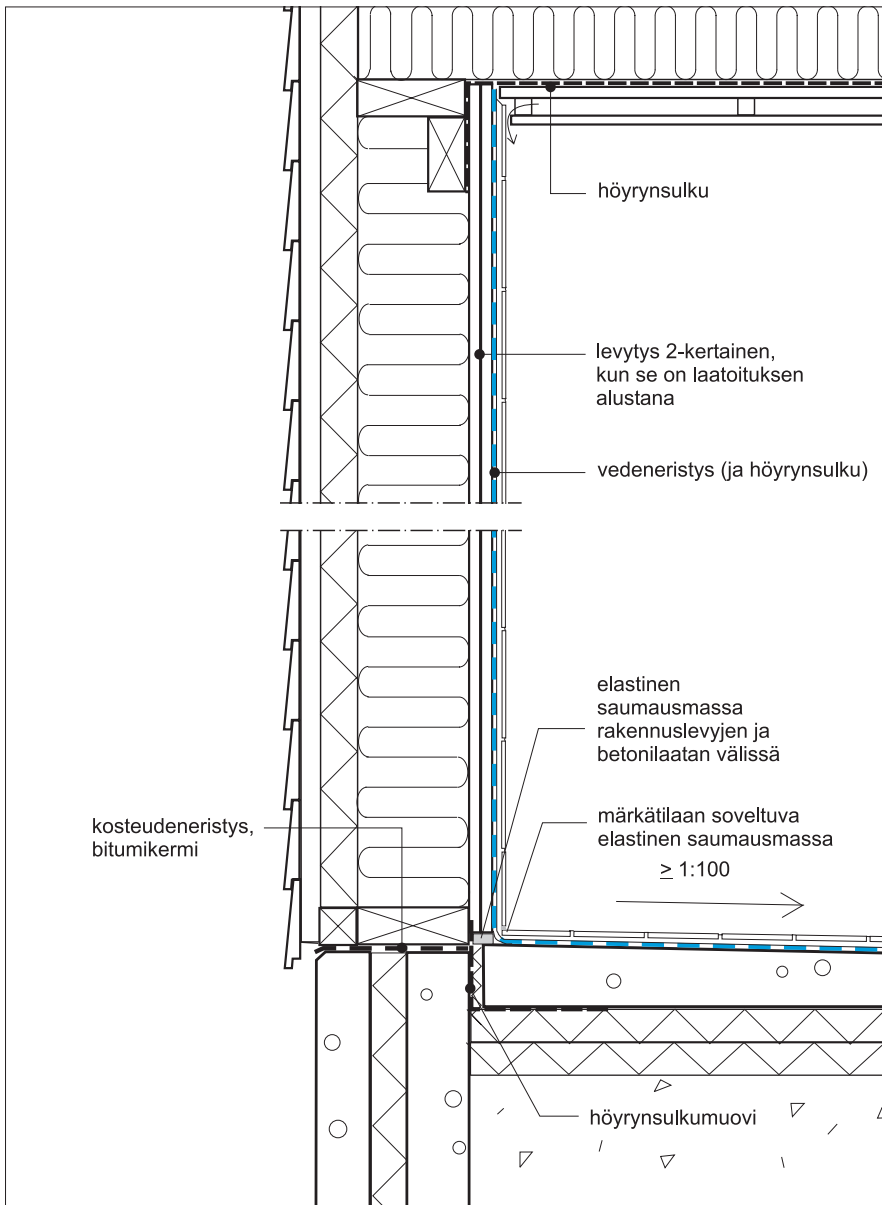 höyrynsulku
levytys 2-kertainen,
kun se on laatoituksen
alustana
vedeneristys (ja höyrynsulku)
elastinen
saumausmassa
rakennuslevyjen ja
betonilaatan välissä
kosteudeneristys,
bitumikermi
märkätilaan soveltuva
elastinen saumausmassa
≥ 1:100
höyrynsulkumuovi